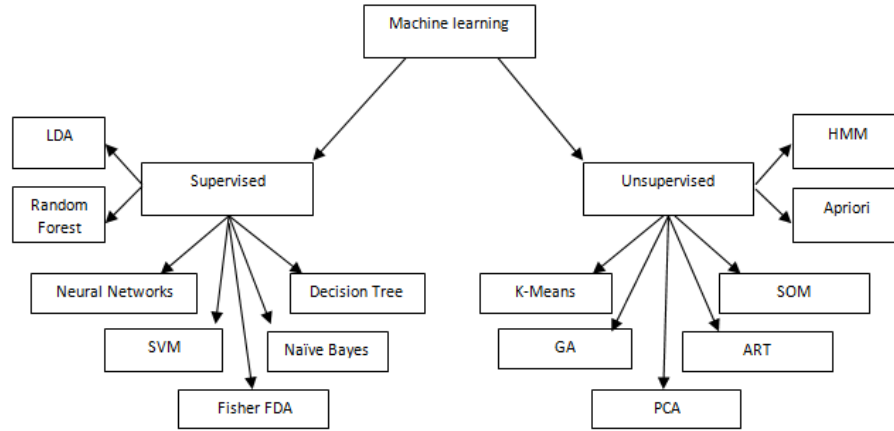 Machine learning
LDA
HMM
Supervised
Unsupervised
Random
Forest
Apriori
Neural Networks
Decision Tree
K-Means
SOM
SVM
Naïve Bayes
GA
ART
Fisher FDA
PCA